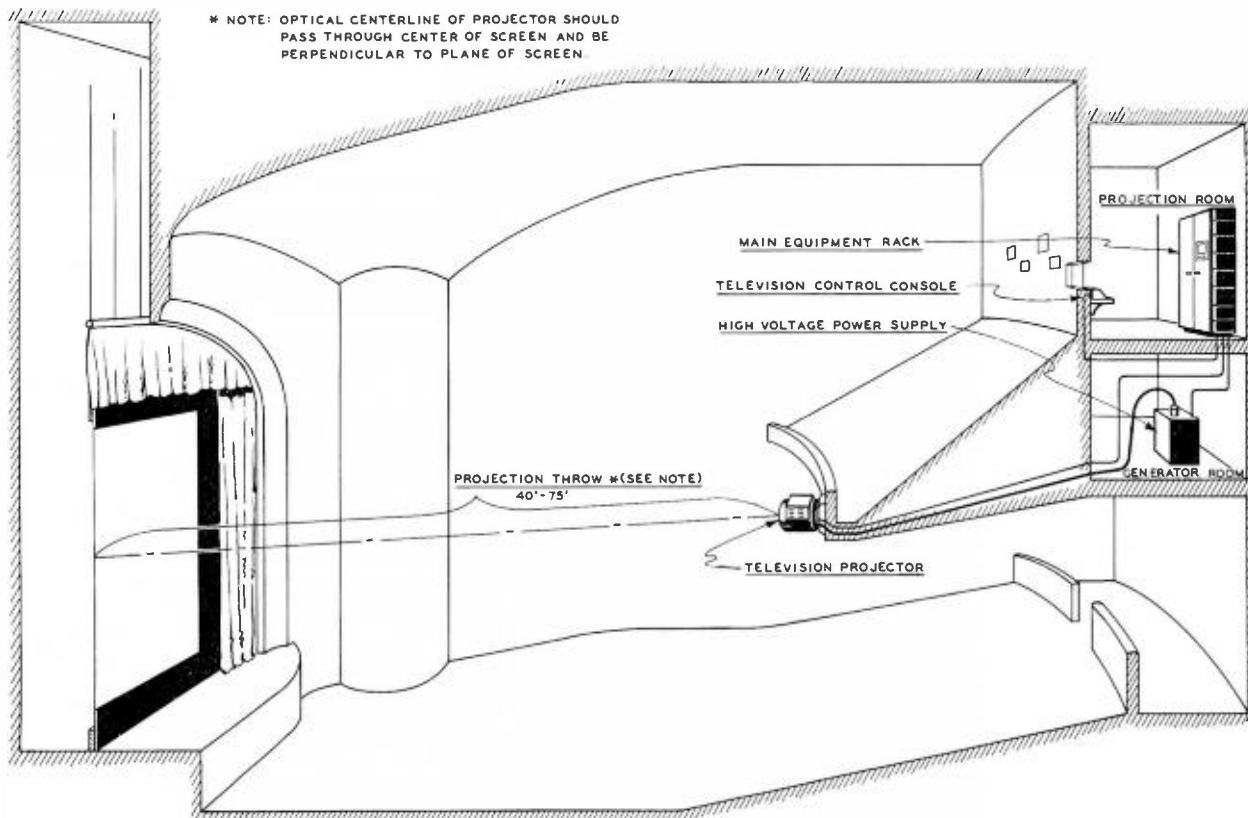 * NOTE: OPTICAL CENTERLINE OF PROJECTOR SHOULD
PASS THROUGH CENTER OF SCREEN AND BE
PERPENDICULAR TO PLANE OF SCREEN.
PROJECTION ROOM
MAIN EQUIPMENT RACK
TELEVISION CONTROL CONSOLE
HIGH VOLTAGE POWER SUPPLY
GENERATOR ROOM
PROJECTION THROW *(SEE NOTE)
40'-75'
TELEVISION PROJECTOR